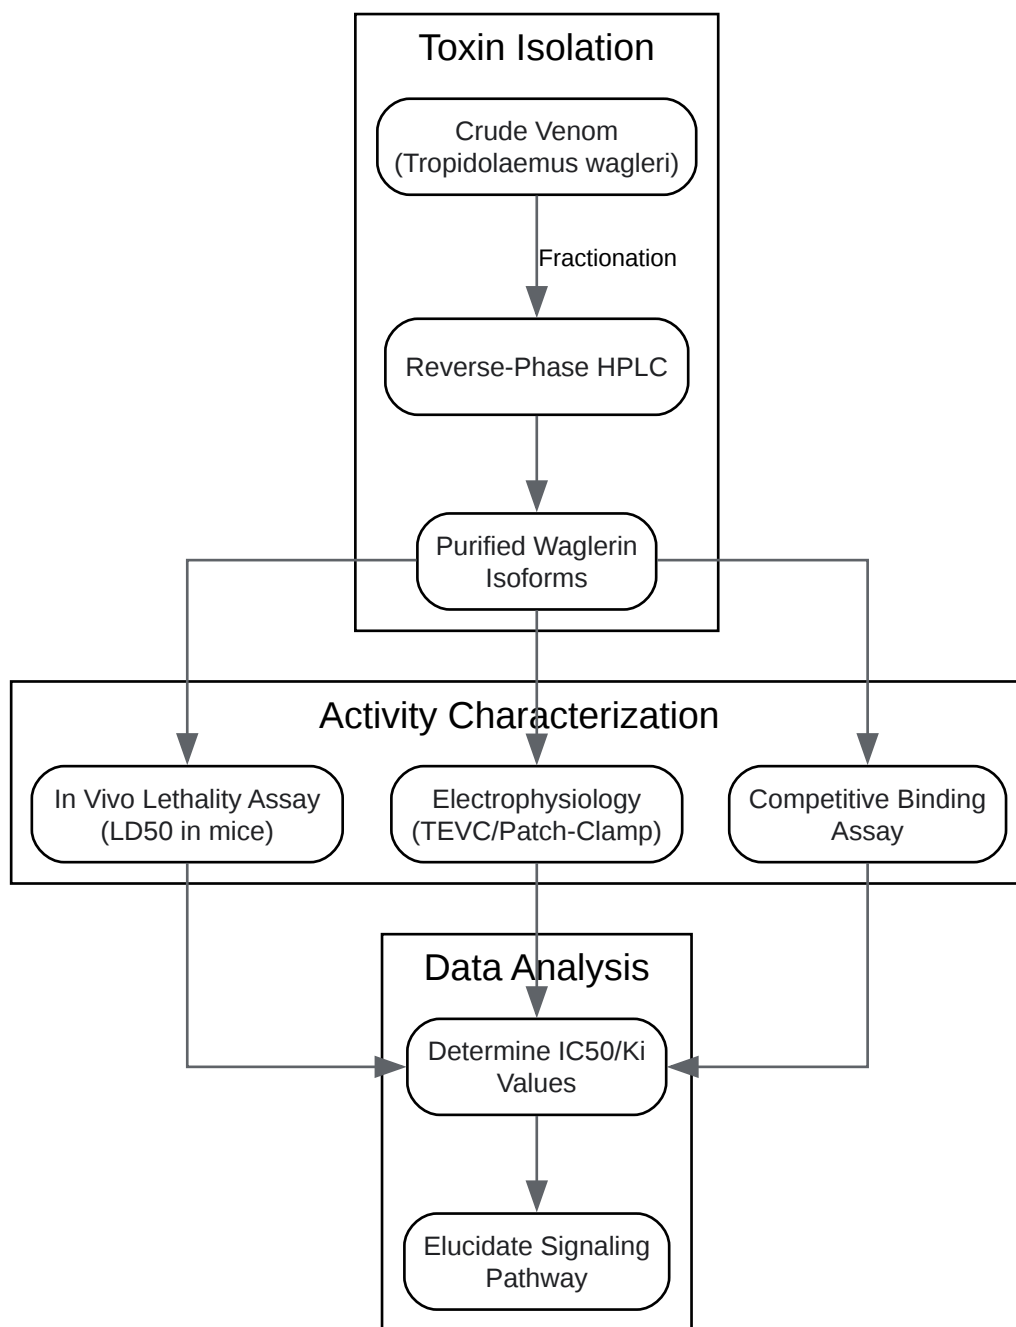 Toxin Isolation
Crude Venom
(Tropidolaemus wagleri)
Fractionation
Reverse-Phase HPLC
Purified Waglerin
Isoforms
Activity Characterization
In Vivo Lethality Assay
(LD50 in mice)
Electrophysiology
(TEVC/Patch-Clamp)
Competitive Binding
Assay
Data Analysis
Determine IC50/Ki
Values
Elucidate Signaling
Pathway